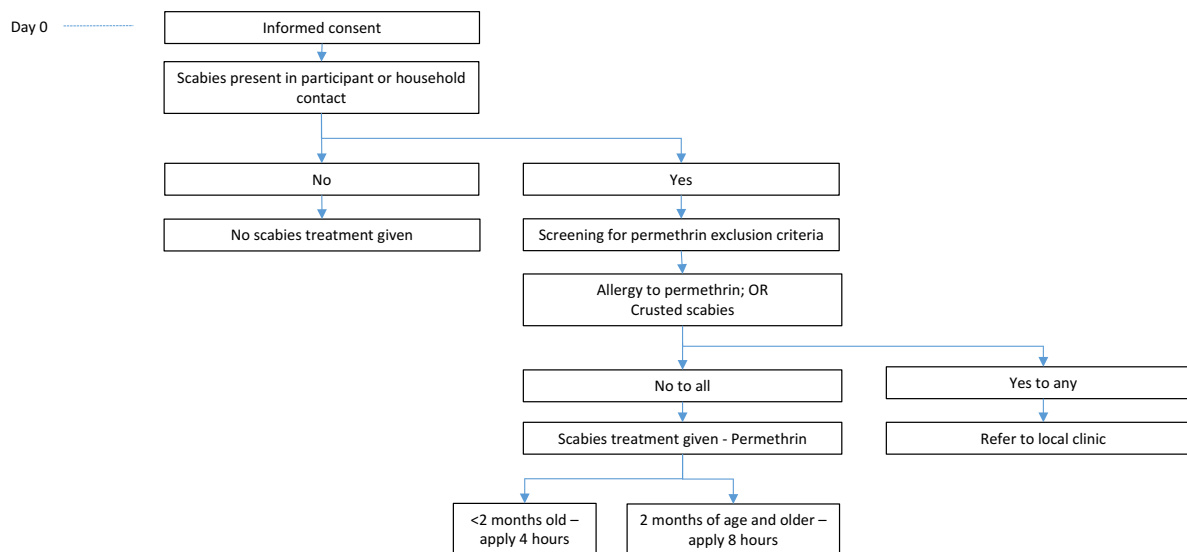 Day 0
Informed consent
Scabies present in participant or household
contact
No
Yes
No scabies treatment given
Screening for permethrin exclusion criteria
Allergy to permethrin; OR
Crusted scabies
No to all
Yes to any
Scabies treatment given - Permethrin
Refer to local clinic
<2 months old –
apply 4 hours
2 months of age and older –
apply 8 hours